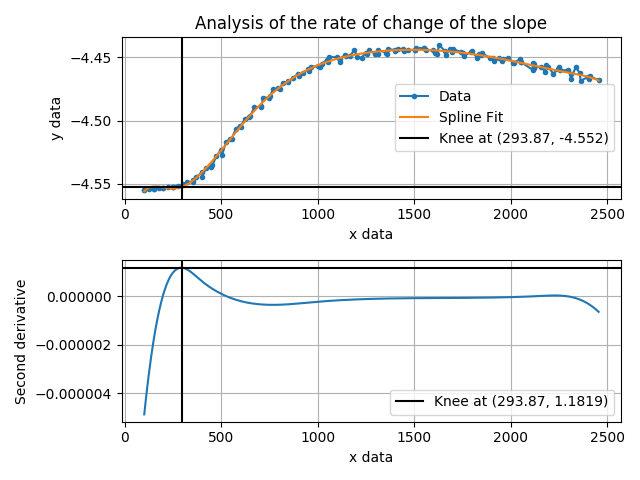 Analysis of the rate of change of the slope
−4.45
−4.50
−4.55
y data
Data
Spline Fit
Knee at (293.87, -4.552)
0 500 1000 1500 2000 2500
x data
0.000000
−0.000002
−0.000004
Second derivative
Knee at (293.87, 1.1819)
0 500 1000 1500 2000 2500
x data